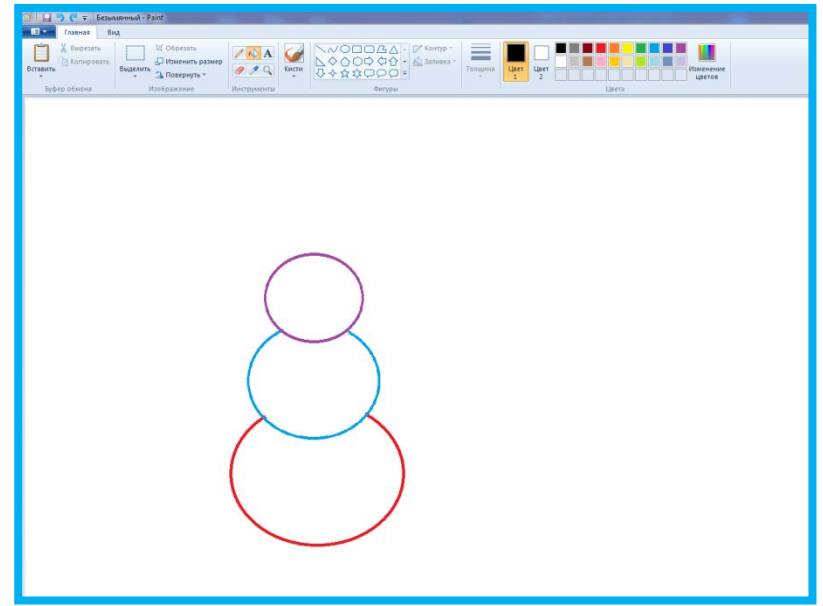 Безымянный - Paint
Главная Вид
Вставить
Вырезать
Копировать
Буфер обмена
Выделить
Обрезать
Изменить размер
Повернуть
Изображение
Инструменты
Кисти
Контур
Заливка
Фигуры
Толщина
Цвет
1
Цвет
2
Изменение
цветов
Цвета